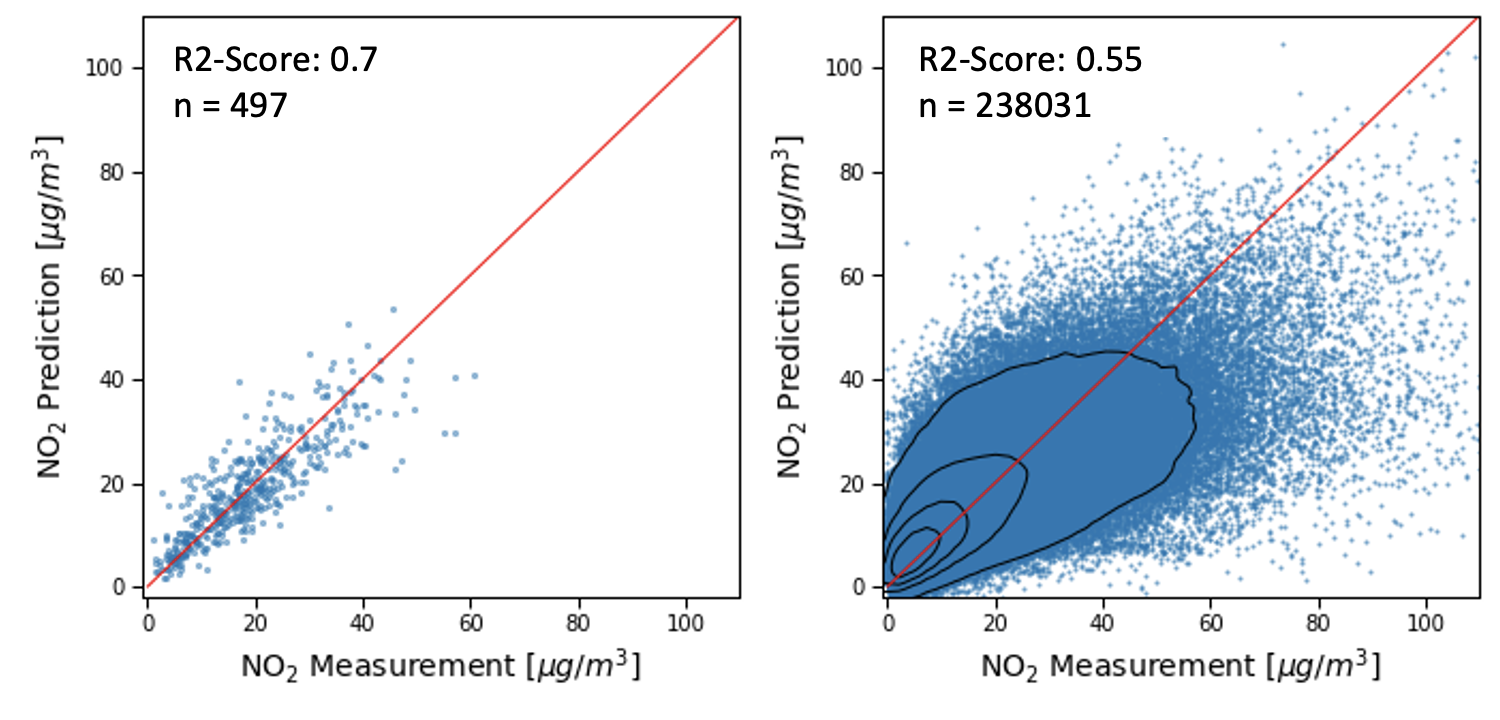 R2-Score: 0.7
n = 497
100
80
60
40
20
0
NO₂ Prediction [μg/m³]
0 20 40 60 80 100
NO₂ Measurement [μg/m³]
R2-Score: 0.55
n = 238031
100
80
60
40
20
0
NO₂ Prediction [μg/m³]
0 20 40 60 80 100
NO₂ Measurement [μg/m³]